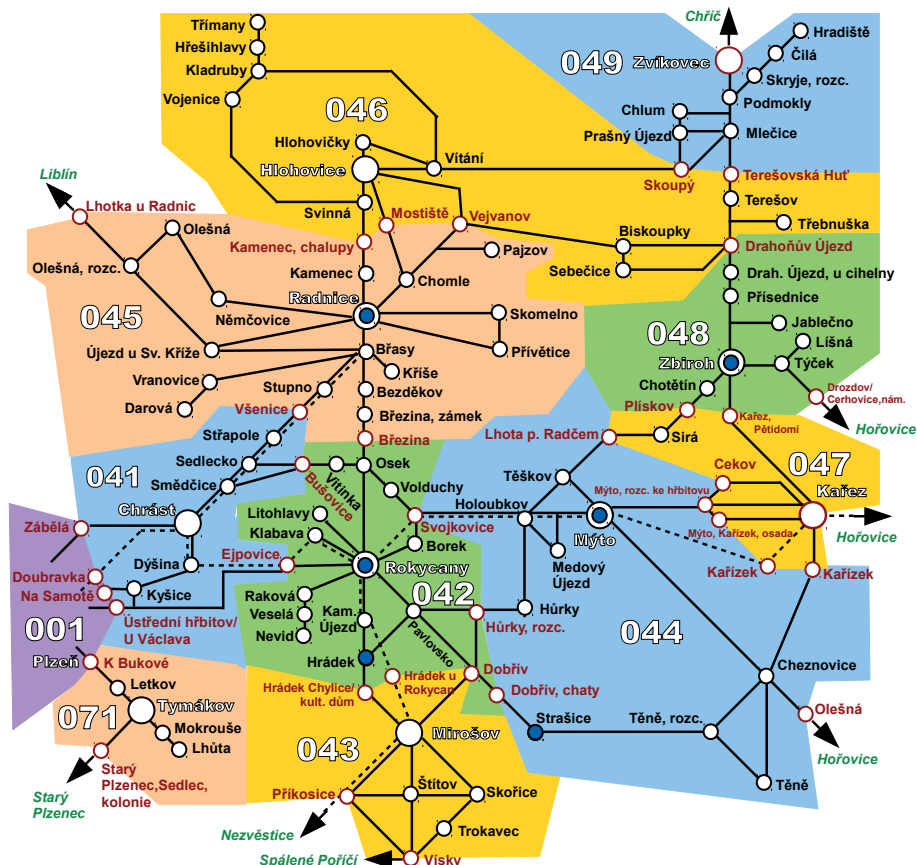 Chříč
Třímany
Hradiště
Hřešihlavy
Čilá
049
Zvíkovec
Kladruby
Skryje, rozc.
Vojenice
Podmokly
046
Chlum
Hlohovičky
Prašný Újezd
Mlečice
Vítání
Hlohovice
Liblín
Skoupý
Terešovská Huť
Lhotka u Radnic
Terešov
Svinná
Mostiště
Vejvanov
Třebnuška
Olešná
Kamenec, chalupy
Biskoupky
Drahoňův Újezd
Pajzov
Olešná, rozc.
Kamenec
Chomle
Sebečice
Drah. Újezd, u cihelny
Radnice
Přísednice
045
Němčovice
Skomelno
048
Jablečno
Líšná
Újezd u Sv. Kříže
Břasy
Přívětice
Zbiroh
Týček
Vranovice
Kříše
Stupno
Bezděkov
Chotětín
Drozdov/
Cerhovice,nám.
Darová
Všenice
Březina, zámek
Plískov
Kařez,
Pětidomí
Hořovice
Střapole
Březina
Lhota p. Radčem
Sirá
041
Sedlecko
Osek
047
Smědčice
Bušovice
Vitinka
Těškov
Cekov
Volduchy
Holoubkov
Mýto, rozc. ke hřbitovu
Kařez
Chrást
Litohlavy
Zábělá
Klabava
Svojkovice
Mýto, Kařízek, osada
Hořovice
Mýto
Borek
Ejpovice
Doubravka
Dýšina
Rokycany
Medový
Újezd
Kařízek
Kařízek
Na Samotě
Kyšice
Raková
042
Veselá
Kam.
Újezd
Hůrky
001
Ústřední hřbitov/
U Václava
Nevid
Pavlovsko
Hůrky, rozc.
044
Plzeň
K Bukové
Hrádek
Cheznovice
Letkov
Hrádek Chylice/
kult. dům
Hrádek u
Rokycan
Dobřív
Tymákov
Dobřív, chaty
071
Olešná
Mokrouše
Strašice
Těně, rozc.
Lhůta
043
Mirošov
Hořovice
Starý
Plzenec,Sedlec,
kolonie
Těně
Příkosice
Štítov
Skořice
Starý
Plzenec
Trokavec
Nezvěstice
Spálené Poříčí
Vísky